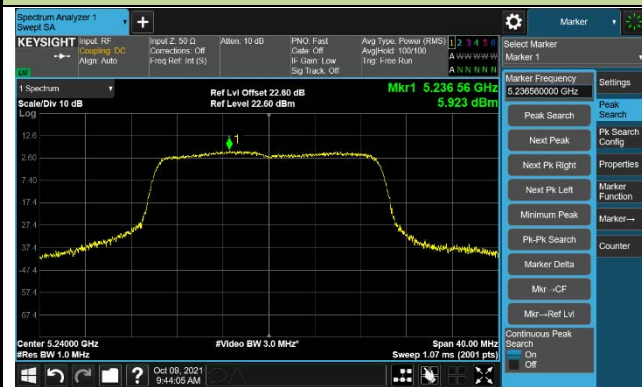 Spectrum Analyzer 1
Swept SA
Marker
KEYSIGHT
Input: RF
Coupling: DC
Align: Auto
Input Z: 50 Ω
Corrections: Off
Freq Ref: Int (S)
Atten: 10 dB
PNO: Fast
Gate: Off
IF Gain: Low
Sig Track: Off
Avg Type: Power (RMS)
Avg|Hold: 100/100
Trig: Free Run
1 2 3 4 5 6
A W W W W W
A N N N N N
LXI
Select Marker
Marker 1
1 Spectrum
Scale/Div 10 dB
Log
Ref Lvl Offset 22.60 dB
Ref Level 22.60 dBm
Mkr1 5.236 56 GHz
5.923 dBm
12.6
2.60
-7.40
-17.4
-27.4
-37.4
-47.4
-57.4
-67.4
1
Center 5.24000 GHz
#Res BW 1.0 MHz
#Video BW 3.0 MHz*
Span 40.00 MHz
Sweep 1.07 ms (2001 pts)
Marker Frequency
5.236560000 GHz
Peak Search
Next Peak
Next Pk Right
Next Pk Left
Minimum Peak
Pk-Pk Search
Marker Delta
Mkr→CF
Mkr→Ref Lvl
Continuous Peak
Search
On
Off
Settings
Peak
Search
Pk Search
Config
Properties
Marker
Function
Marker→
Counter
?
Oct 09, 2021
9:44:05 AM